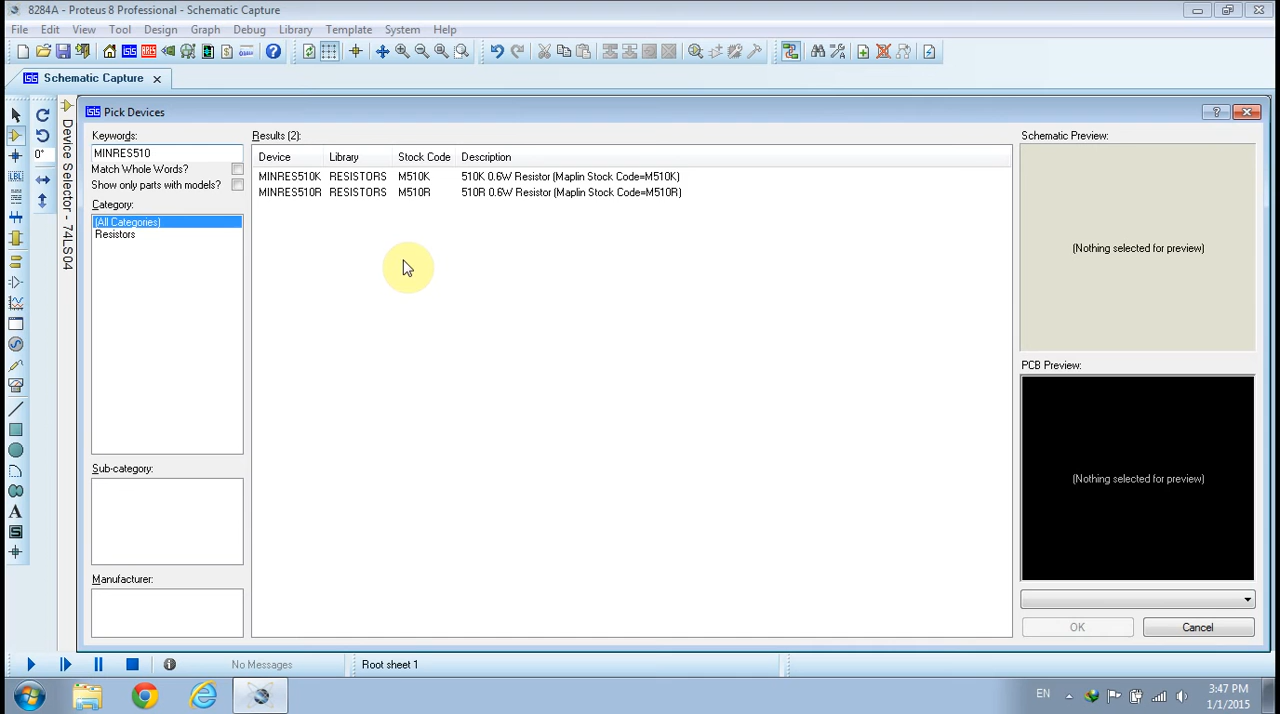 8284A - Proteus 8 Professional - Schematic Capture
File Edit View Tool Design Graph Debug Library Template System Help
Schematic Capture
Pick Devices
Keywords:
MINRES510
Match Whole Words?
Show only parts with models?
Category:
(All Categories)
Resistors
Sub-category:
Manufacturer:
Results (2):
Device Library Stock Code Description
MINRES510K RESISTORS M510K 510K 0.6W Resistor (Maplin Stock Code=M510K)
MINRES510R RESISTORS M510R 510R 0.6W Resistor (Maplin Stock Code=M510R)
Schematic Preview:
(Nothing selected for preview)
PCB Preview:
(Nothing selected for preview)
OK Cancel
0°
LBL
A
S
Device Selector - 74LS04
No Messages
Root sheet 1
EN
3:47 PM
1/1/2015